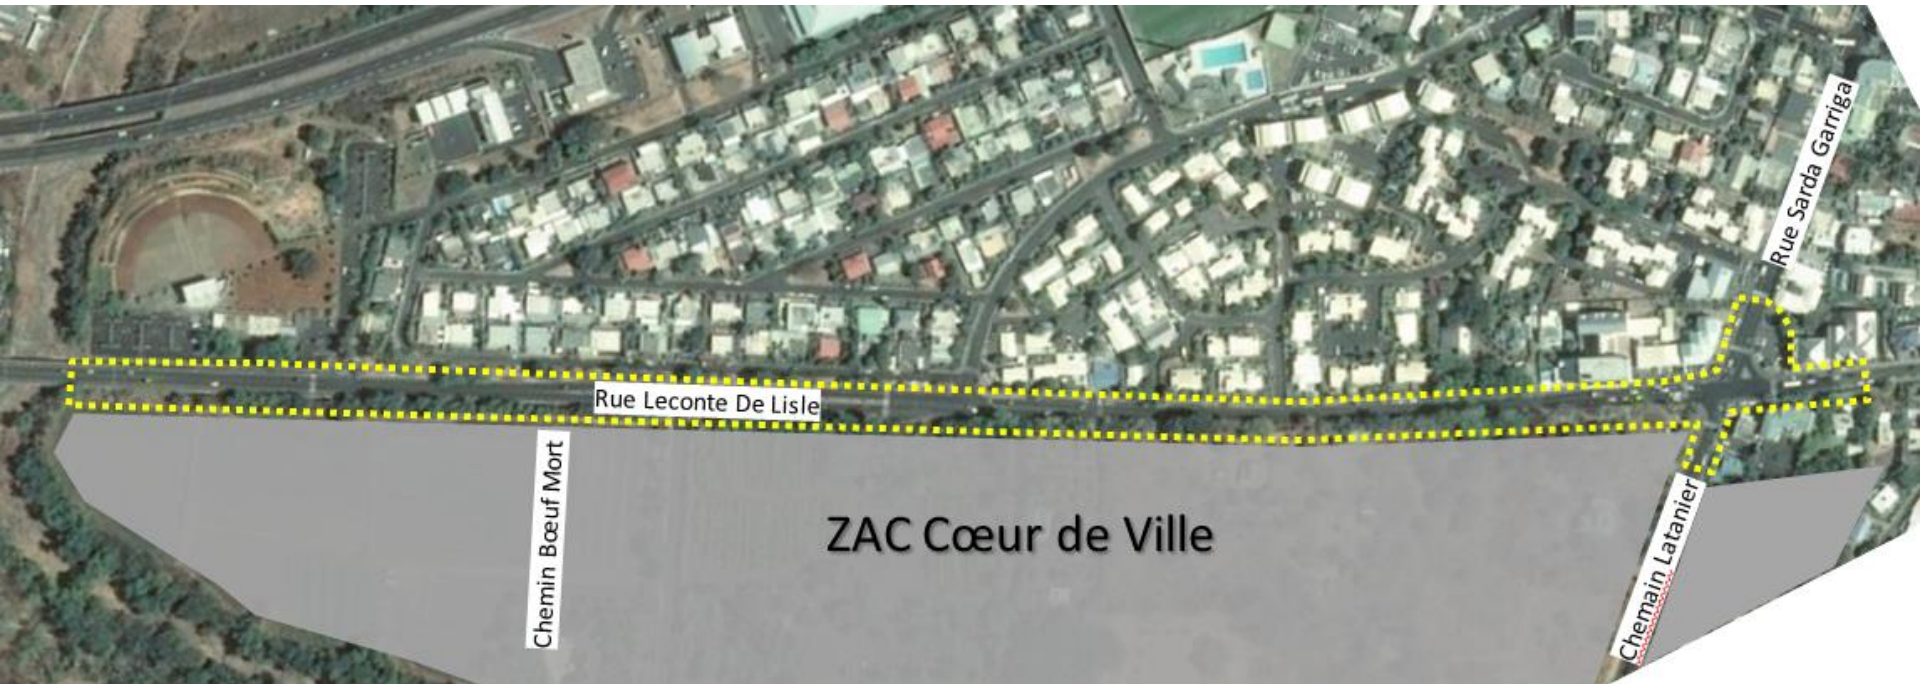 Rue Sarda Garriga
Rue Leconte De Lisle
Chemin Bœuf Mort
ZAC Cœur de Ville
Chemain Latanier